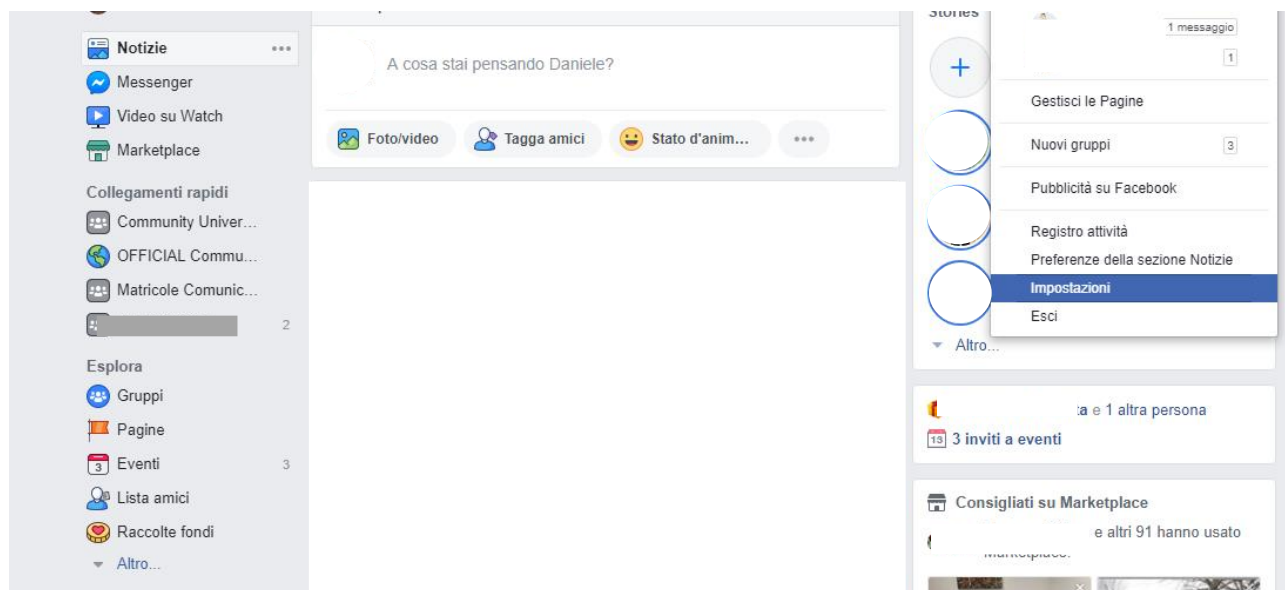 Notizie
Messenger
Video su Watch
Marketplace
Collegamenti rapidi
Community Univer...
OFFICIAL Commu...
Matricole Comunic...
2
Esplora
Gruppi
Pagine
3
Eventi
3
Lista amici
Raccolte fondi
Altro...
A cosa stai pensando Daniele?
Foto/video
Tagga amici
Stato d'anim...
Stories
Altro...
1 messaggio
1
Gestisci le Pagine
Nuovi gruppi
3
Pubblicità su Facebook
Registro attività
Preferenze della sezione Notizie
Impostazioni
Esci
e 1 altra persona
3 inviti a eventi
Consigliati su Marketplace
e altri 91 hanno usato
Marketplace.